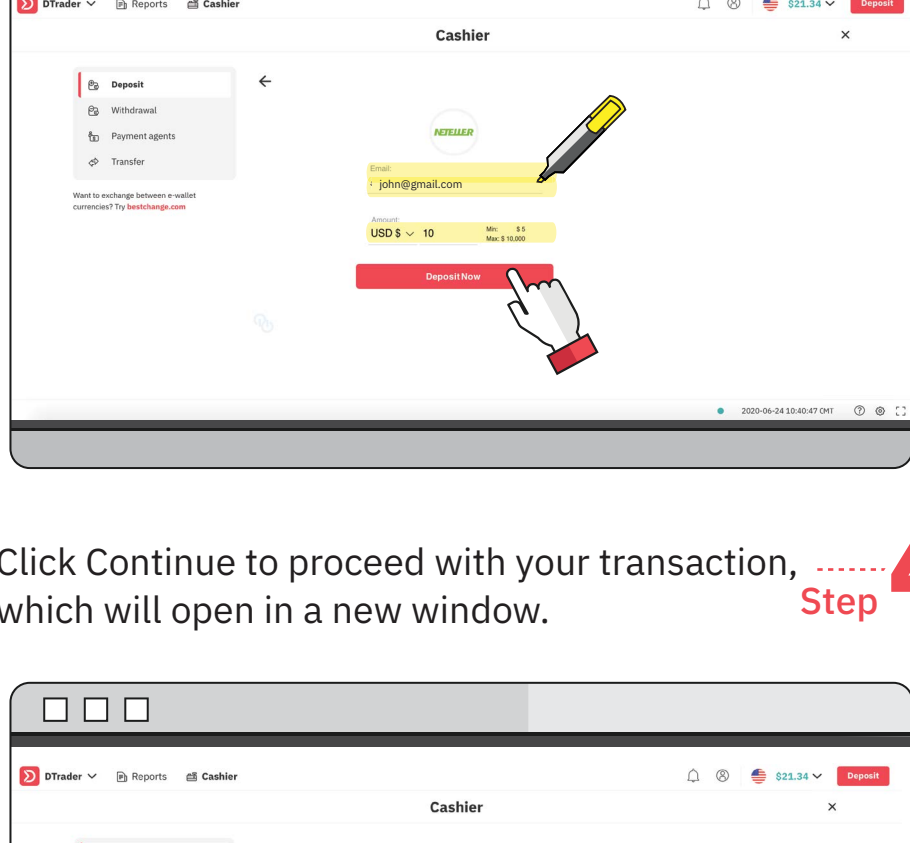 DTrader Reports Cashier $21.34 Deposit
Cashier
Deposit
Withdrawal
Payment agents
Transfer
Want to exchange between e-wallet
currencies? Try bestchange.com
NETELLER
Email:
john@gmail.com
Amount:
USD $ 10 Min: $ 5
Max: $ 10,000
Deposit Now
2020-06-24 10:40:47 GMT
Click Continue to proceed with your transaction,
which will open in a new window.
Step 4
DTrader Reports Cashier $21.34 Deposit
Cashier